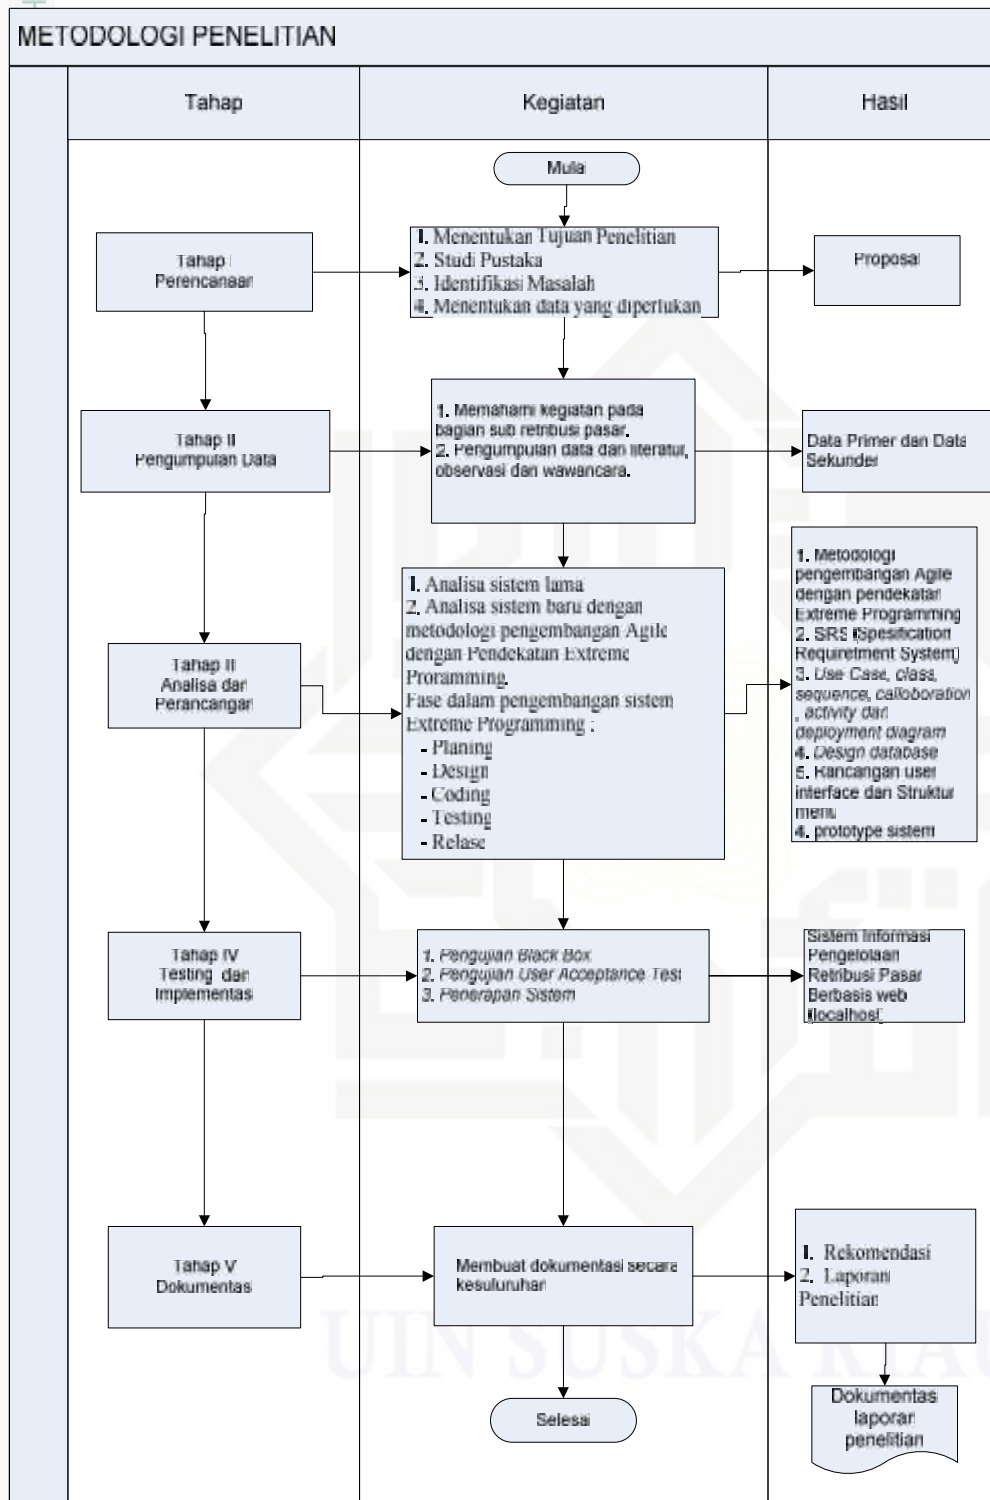 METODOLOGI PENELITIAN
Tahap
Kegiatan
Hasil
Mulai
Tahap I
Perencanaan
1. Menentukan Tujuan Penelitian
2. Studi Pustaka
3. Identifikasi Masalah
4. Menentukan data yang diperlukan
Proposal
Tahap II
Pengumpulan Data
1. Memahami kegiatan pada
bagian sub retribusi pasar.
2. Pengumpulan data dari literatur,
observasi dan wawancara.
Data Primer dan Data
Sekunder
Tahap III
Analisa dan
Perancangan
1. Analisa sistem lama
2. Analisa sistem baru dengan
metodologi pengembangan Agile
dengan Pendekatan Extreme
Proramming.
Fase dalam pengembangan sistem
Extreme Programming :
- Planing
- Design
- Coding
- Testing
- Relase
1. Metodologi
pengembangan Agile
dengan pendekatan
Extreme Programming
2. SRS (Spesification
Requiretment System)
3. Use Case, class,
sequence, calloboration
, activity dan
deployment diagram
4. Design database
5. Rancangan user
interface dan Struktur
menu
4. prototype sistem
Tahap IV
Testing dan
Implementasi
1. Pengujian Black Box
2. Pengujian User Acceptance Test
3. Penerapan Sistem
Sistem Informasi
Pengelolaan
Retribusi Pasar
Berbasis web
(localhost)
Tahap V
Dokumentasi
Membuat dokumentasi secara
kesuluruhan
1. Rekomendasi
2. Laporan
Penelitian
Selesai
Dokumentasi
laporan
penelitian
UIN SUSKA RIAU